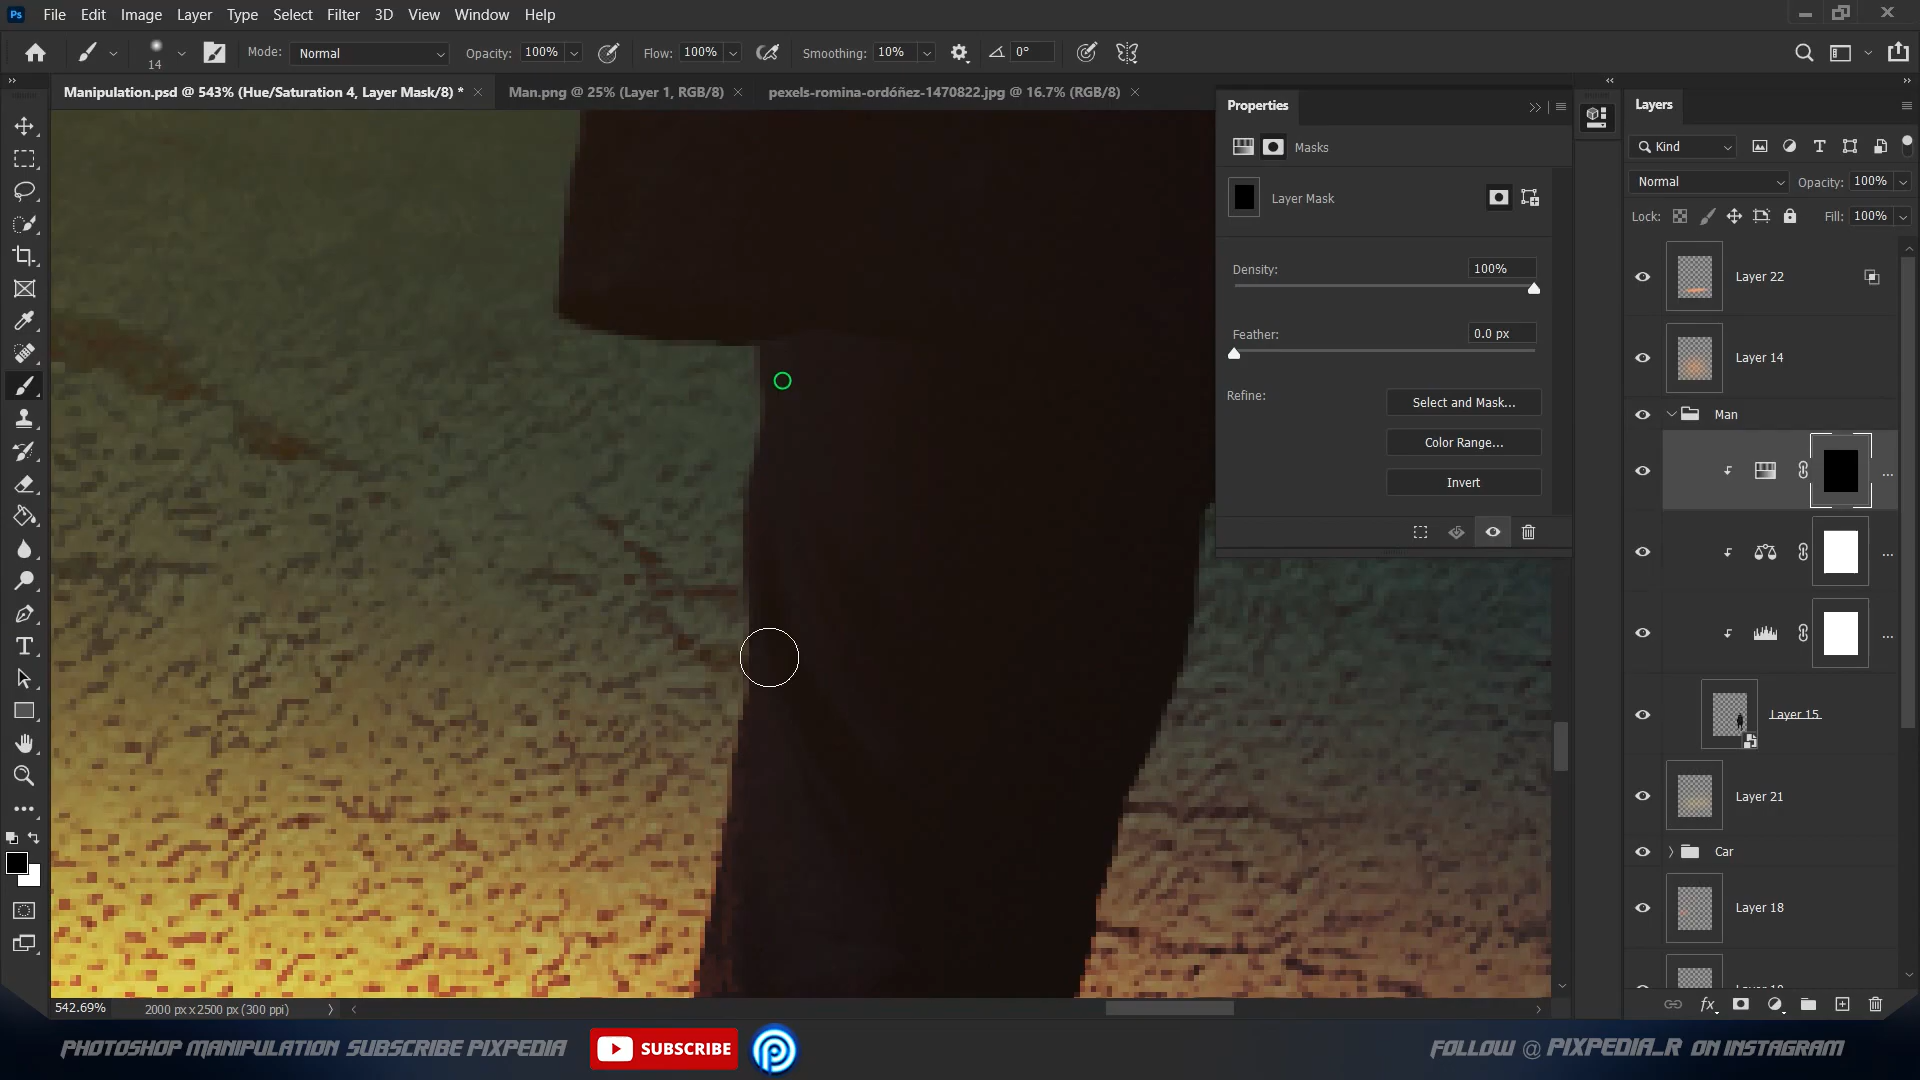 Ps File Edit Image Layer Type Select Filter 3D View Window Help
14 Mode: Normal Opacity: 100% Flow: 100% Smoothing: 10% 0°
Manipulation.psd @ 543% (Hue/Saturation 4, Layer Mask/8) *
Man.png @ 25% (Layer 1, RGB/8)
pexels-romina-ordóñez-1470822.jpg @ 16.7% (RGB/8)
Properties
Masks
Layer Mask
Density: 100%
Feather: 0.0 px
Refine:
Select and Mask...
Color Range...
Invert
Layers
Kind
Normal Opacity: 100%
Lock: Fill: 100%
Layer 22
Layer 14
Man
...
...
...
Layer 15
Layer 21
Car
Layer 18
542.69% 2000 px x 2500 px (300 ppi)
PHOTOSHOP MANIPULATION SUBSCRIBE PIXPEDIA
SUBSCRIBE
FOLLOW @ PIXPEDIA_R ON INSTAGRAM